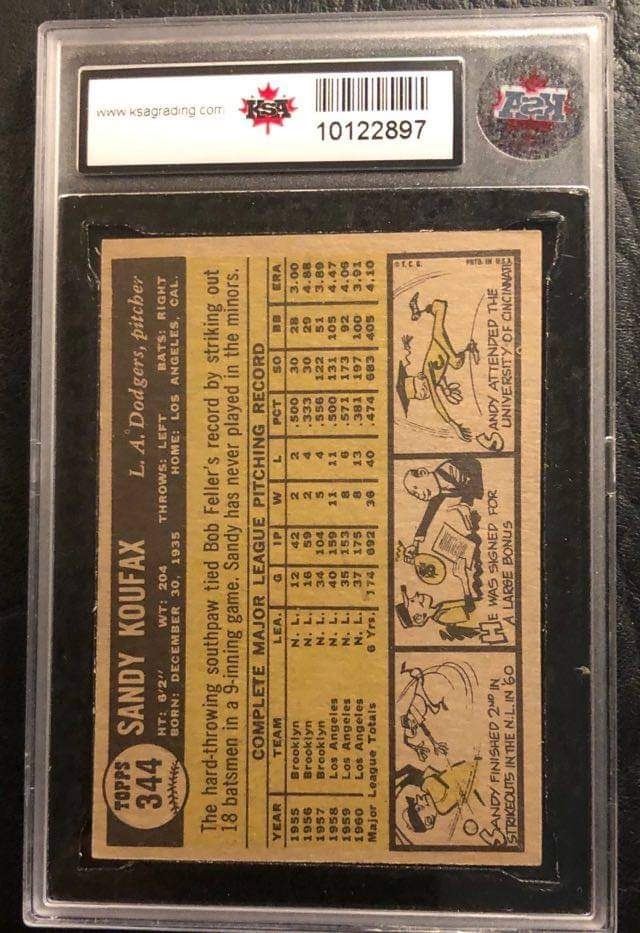 www.ksagrading.com
KSA
10122897
KSA
TOPPS
344
SANDY KOUFAX
L. A. Dodgers, pitcher
HT: 6'2" WT: 204 THROWS: LEFT BATS: RIGHT
BORN: DECEMBER 30, 1935 HOME: LOS ANGELES, CAL.
The hard-throwing southpaw tied Bob Feller's record by striking out
18 batsmen in a 9-inning game. Sandy has never played in the minors.
COMPLETE MAJOR LEAGUE PITCHING RECORD
YEAR TEAM LEA. G IP W L PCT SO BB ERA
1955 Brooklyn N. L. 12 42 2 2 .500 30 28 3.00
1956 Brooklyn N. L. 16 59 2 4 .333 30 29 4.88
1957 Brooklyn N. L. 34 104 5 4 .556 122 51 3.89
1958 Los Angeles N. L. 40 159 11 11 .500 131 105 4.47
1959 Los Angeles N. L. 35 153 8 6 .571 173 92 4.06
1960 Los Angeles N. L. 37 175 8 13 .381 197 100 3.91
Major League Totals 6 Yrs. 174 692 36 40 .474 683 405 4.10
SANDY FINISHED 2ND IN
STRIKEOUTS IN THE N.L. IN '60
HE WAS SIGNED FOR
A LARGE BONUS
© T.C.G.
PRTD. IN U.S.A.
SANDY ATTENDED THE
UNIVERSITY OF CINCINNATI